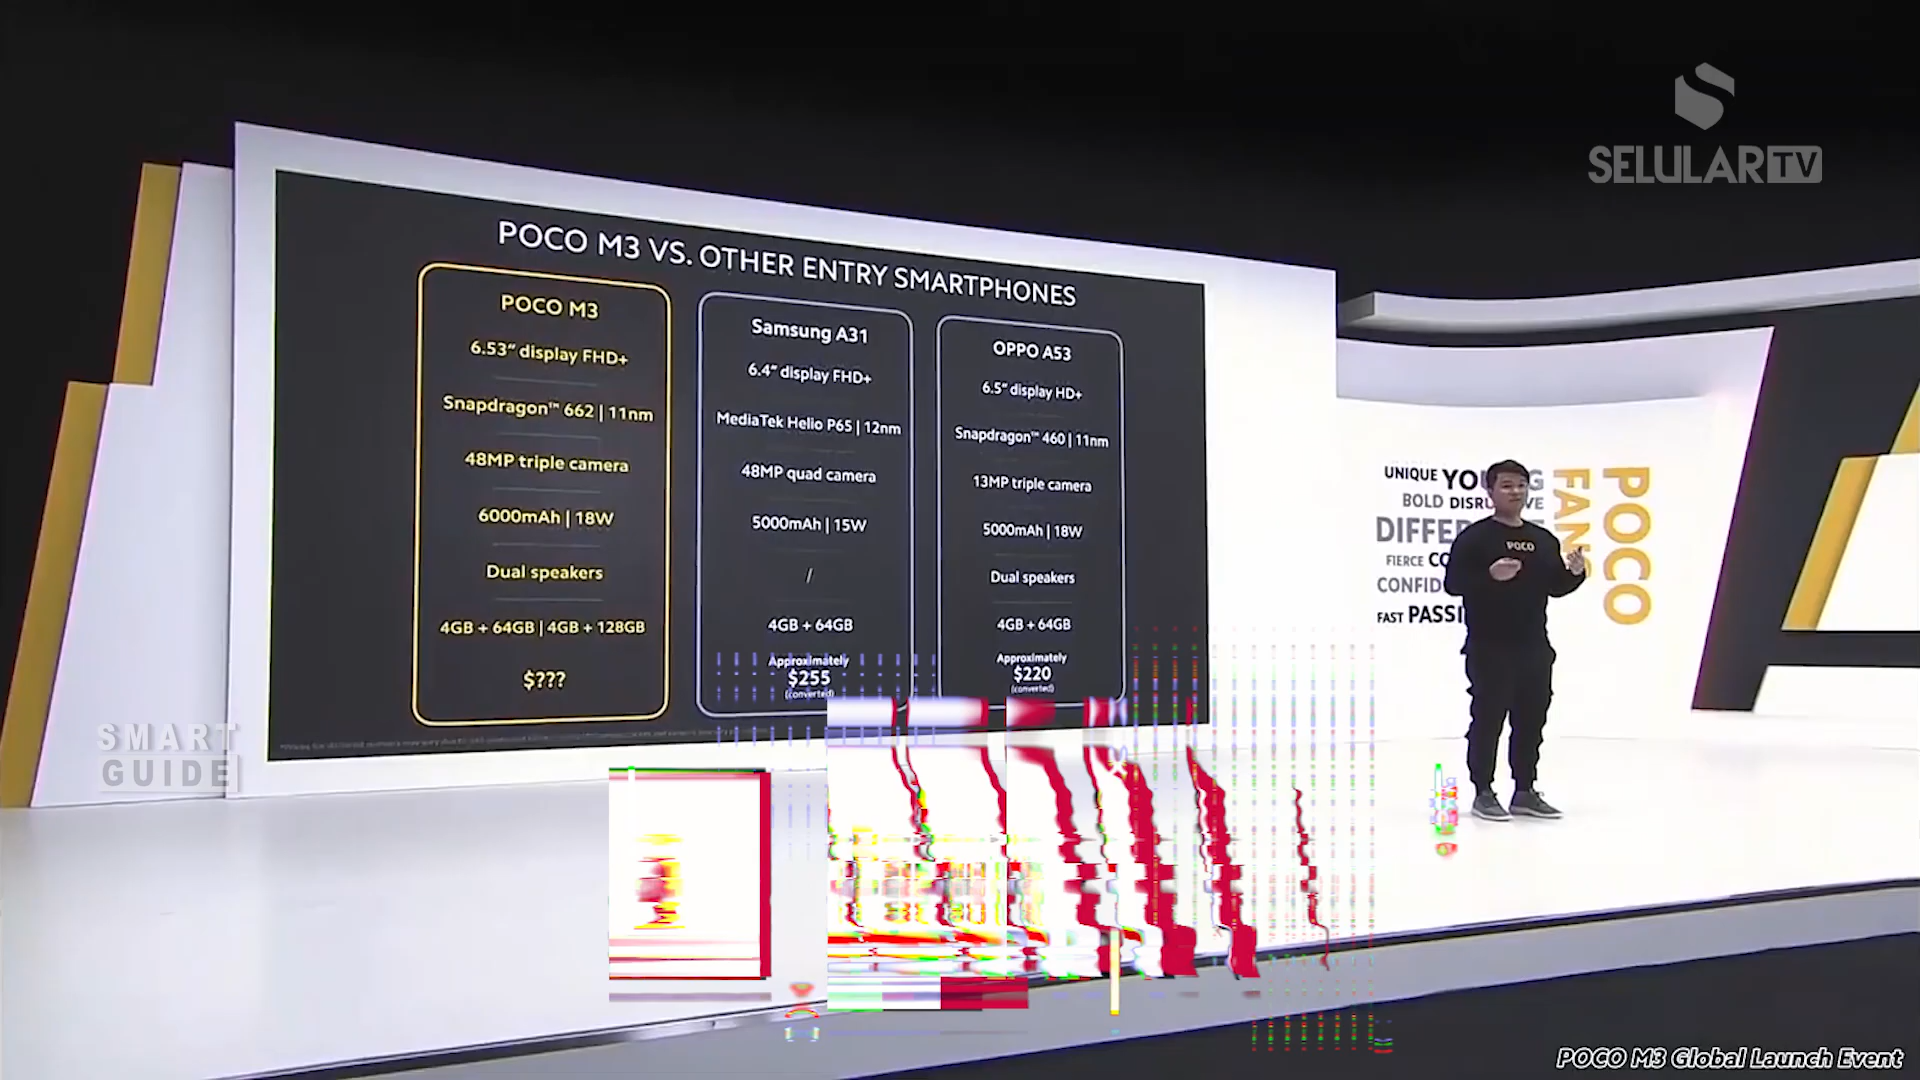 SELULAR TV
POCO M3 VS. OTHER ENTRY SMARTPHONES
POCO M3
6.53" display FHD+
Snapdragon™ 662 | 11nm
48MP triple camera
6000mAh | 18W
Dual speakers
4GB + 64GB | 4GB + 128GB
$???
Samsung A31
6.4" display FHD+
MediaTek Helio P65 | 12nm
48MP quad camera
5000mAh | 15W
/
4GB + 64GB
Approximately
$255
(converted)
OPPO A53
6.5" display HD+
Snapdragon™ 460 | 11nm
13MP triple camera
5000mAh | 18W
Dual speakers
4GB + 64GB
Approximately
$220
(converted)
UNIQUE
BOLD
FIERCE
FAST
POCO
POCO
SMART
GUIDE
POCO M3 Global Launch Event